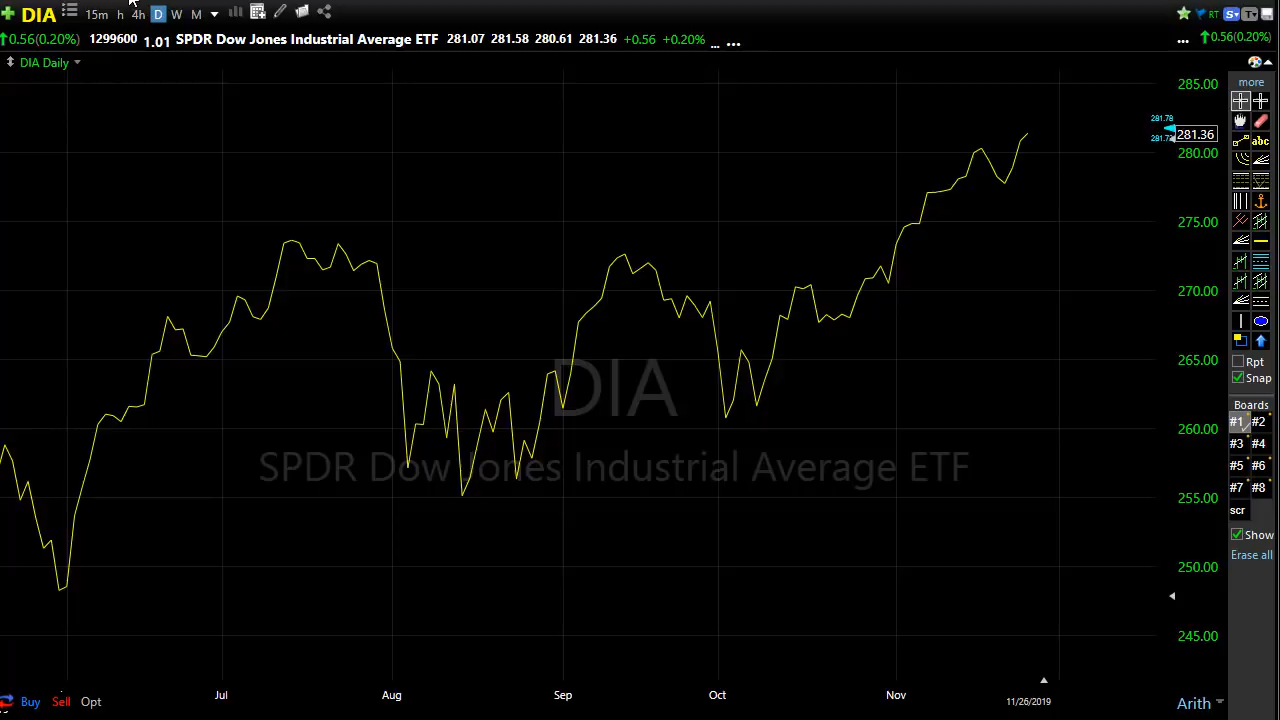 DIA 15m h 4h D W M RT S T
↑0.56(0.20%) 1299600 1.01 SPDR Dow Jones Industrial Average ETF 281.07 281.58 280.61 281.36 +0.56 +0.20% ... ... ... ↑0.56(0.20%)
DIA Daily
more
285.00
281.78
281.36
280.00
abc
275.00
270.00
265.00
Rpt
Snap
DIA
Boards
#1 #2
260.00
#3 #4
SPDR Dow Jones Industrial Average ETF
#5 #6
#7 #8
255.00
scr
Show
Erase all
250.00
245.00
Jul Aug Sep Oct Nov 11/26/2019
Buy Sell Opt Arith